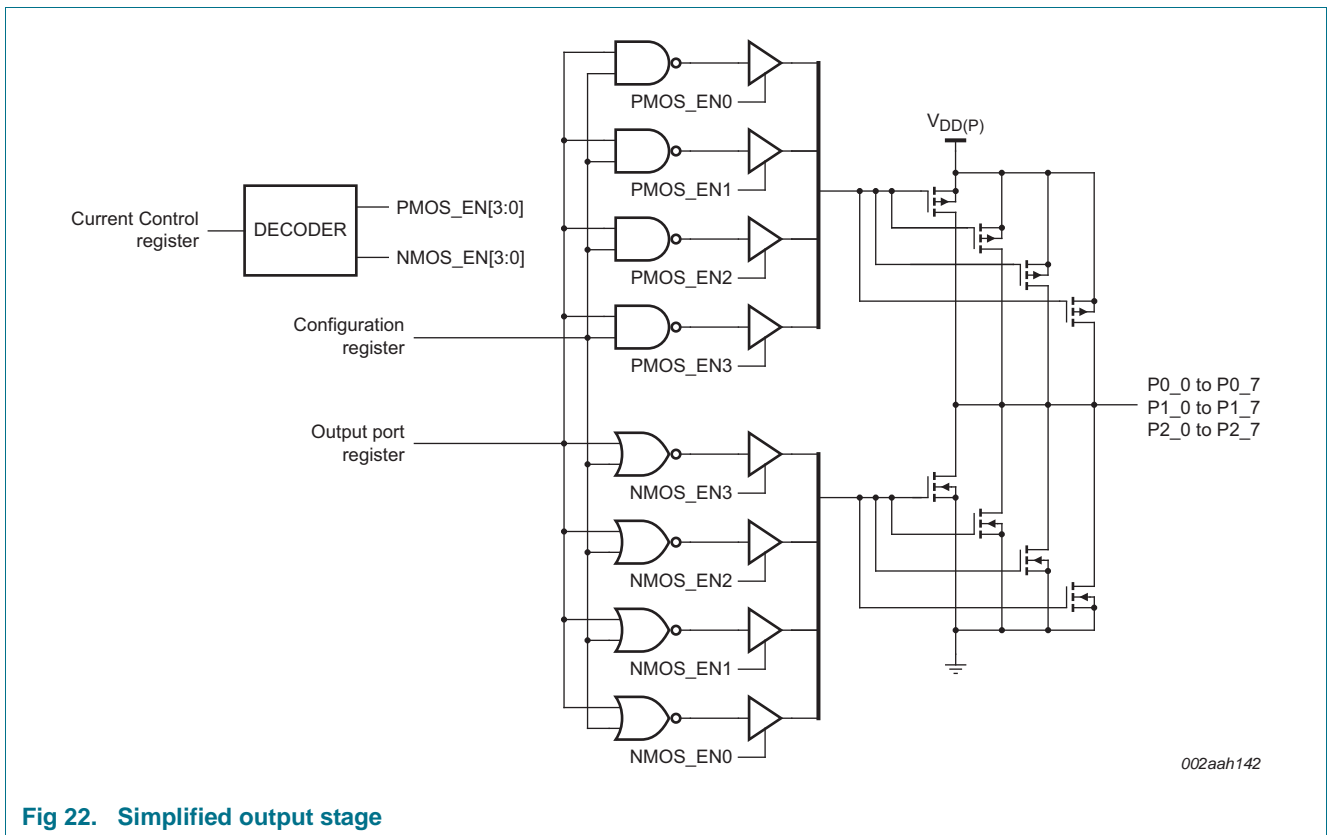 PMOS_EN0
V_DD(P)
PMOS_EN1
Current Control
register
DECODER
PMOS_EN[3:0]
NMOS_EN[3:0]
PMOS_EN2
Configuration
register
PMOS_EN3
P0_0 to P0_7
P1_0 to P1_7
P2_0 to P2_7
Output port
register
NMOS_EN3
NMOS_EN2
NMOS_EN1
NMOS_EN0
002aah142
Fig 22. Simplified output stage